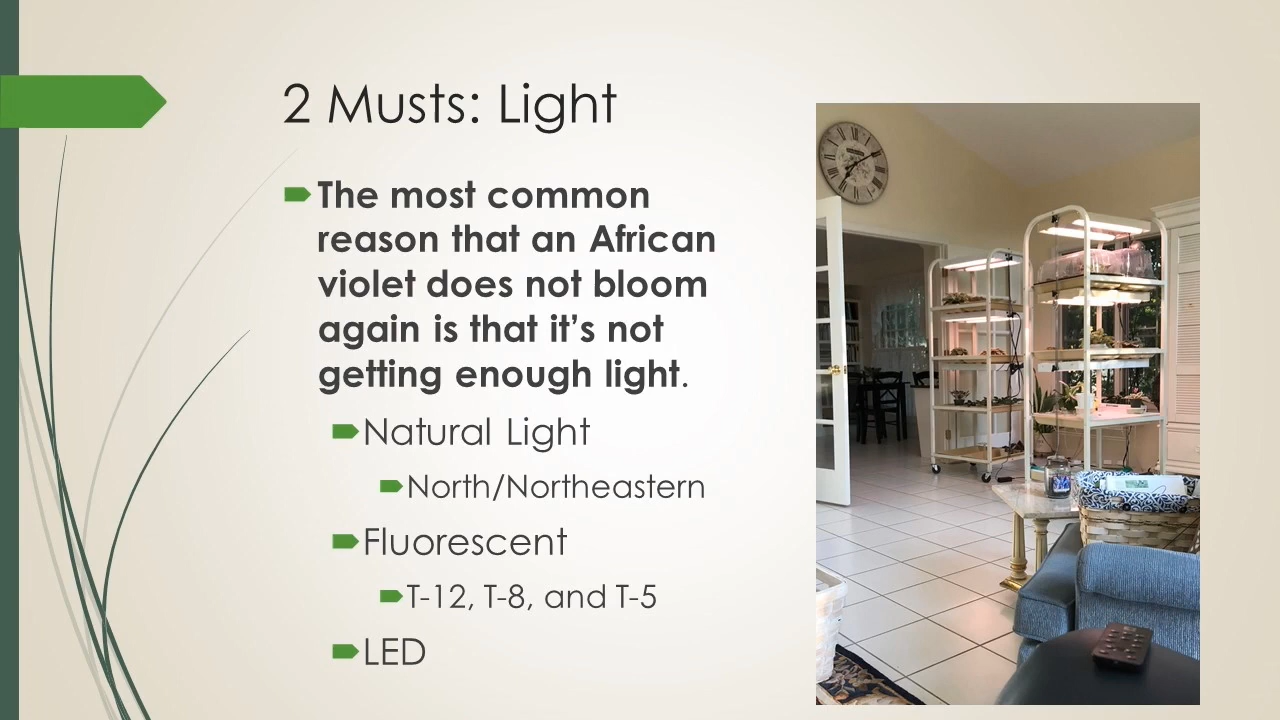 2 Musts: Light
The most common
reason that an African
violet does not bloom
again is that it’s not
getting enough light.
Natural Light
North/Northeastern
Fluorescent
T-12, T-8, and T-5
LED